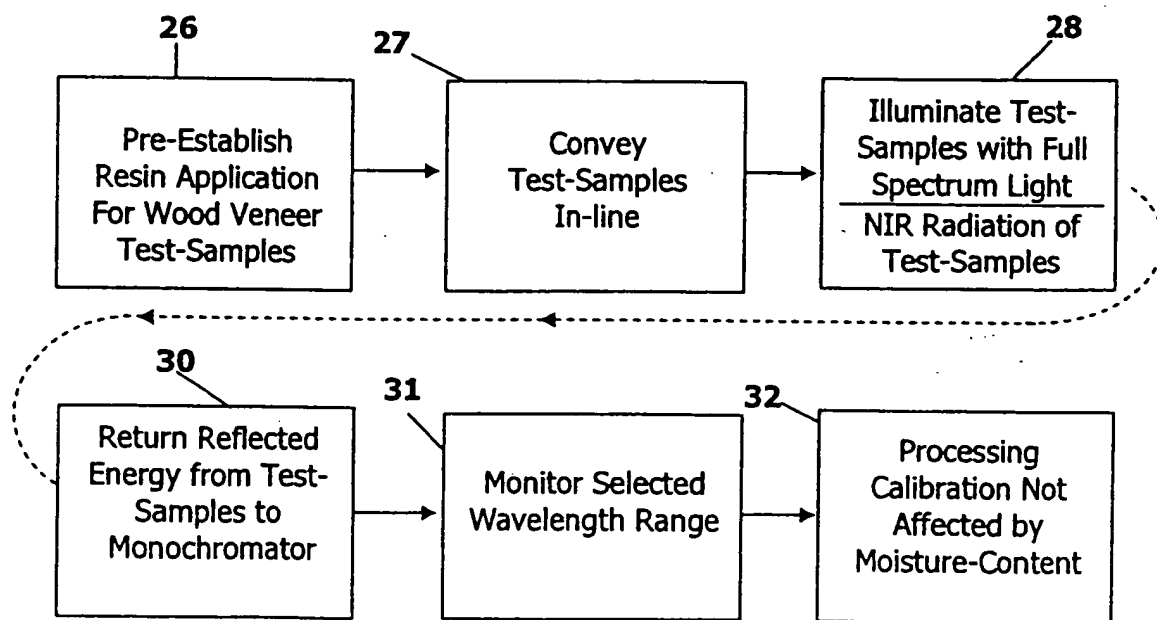 26
Pre-Establish
Resin Application
For Wood Veneer
Test-Samples
27
Convey
Test-Samples
In-line
28
Illuminate Test-
Samples with Full
Spectrum Light
NIR Radiation of
Test-Samples
30
Return Reflected
Energy from Test-
Samples to
Monochromator
31
Monitor Selected
Wavelength Range
32
Processing
Calibration Not
Affected by
Moisture-Content